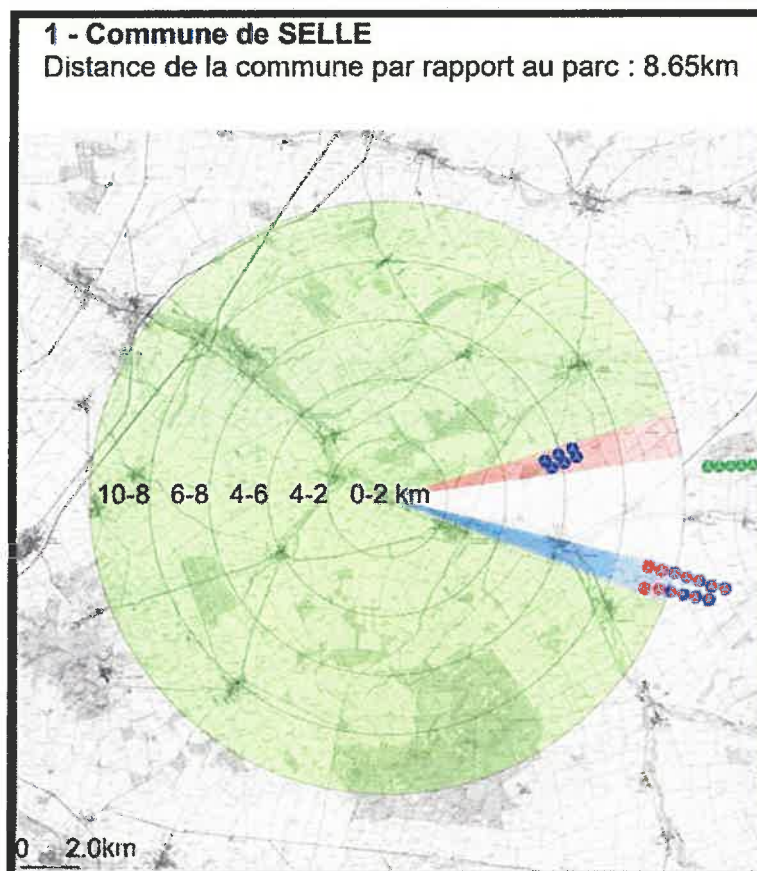 1 - Commune de SELLE
Distance de la commune par rapport au parc : 8.65km
10-8 6-8 4-6 4-2 0-2 km
0 2.0km